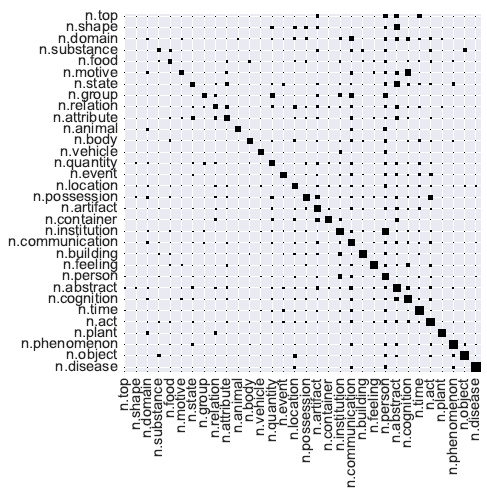 n.top
n.shape
n.domain
n.substance
n.food
n.motive
n.state
n.group
n.relation
n.attribute
n.animal
n.body
n.vehicle
n.quantity
n.event
n.location
n.possession
n.artifact
n.container
n.institution
n.communication
n.building
n.feeling
n.person
n.abstract
n.cognition
n.time
n.act
n.plant
n.phenomenon
n.object
n.disease
n.top
n.shape
n.domain
n.substance
n.food
n.motive
n.state
n.group
n.relation
n.attribute
n.animal
n.body
n.vehicle
n.quantity
n.event
n.location
n.possession
n.artifact
n.container
n.institution
n.communication
n.building
n.feeling
n.person
n.abstract
n.cognition
n.time
n.act
n.plant
n.phenomenon
n.object
n.disease